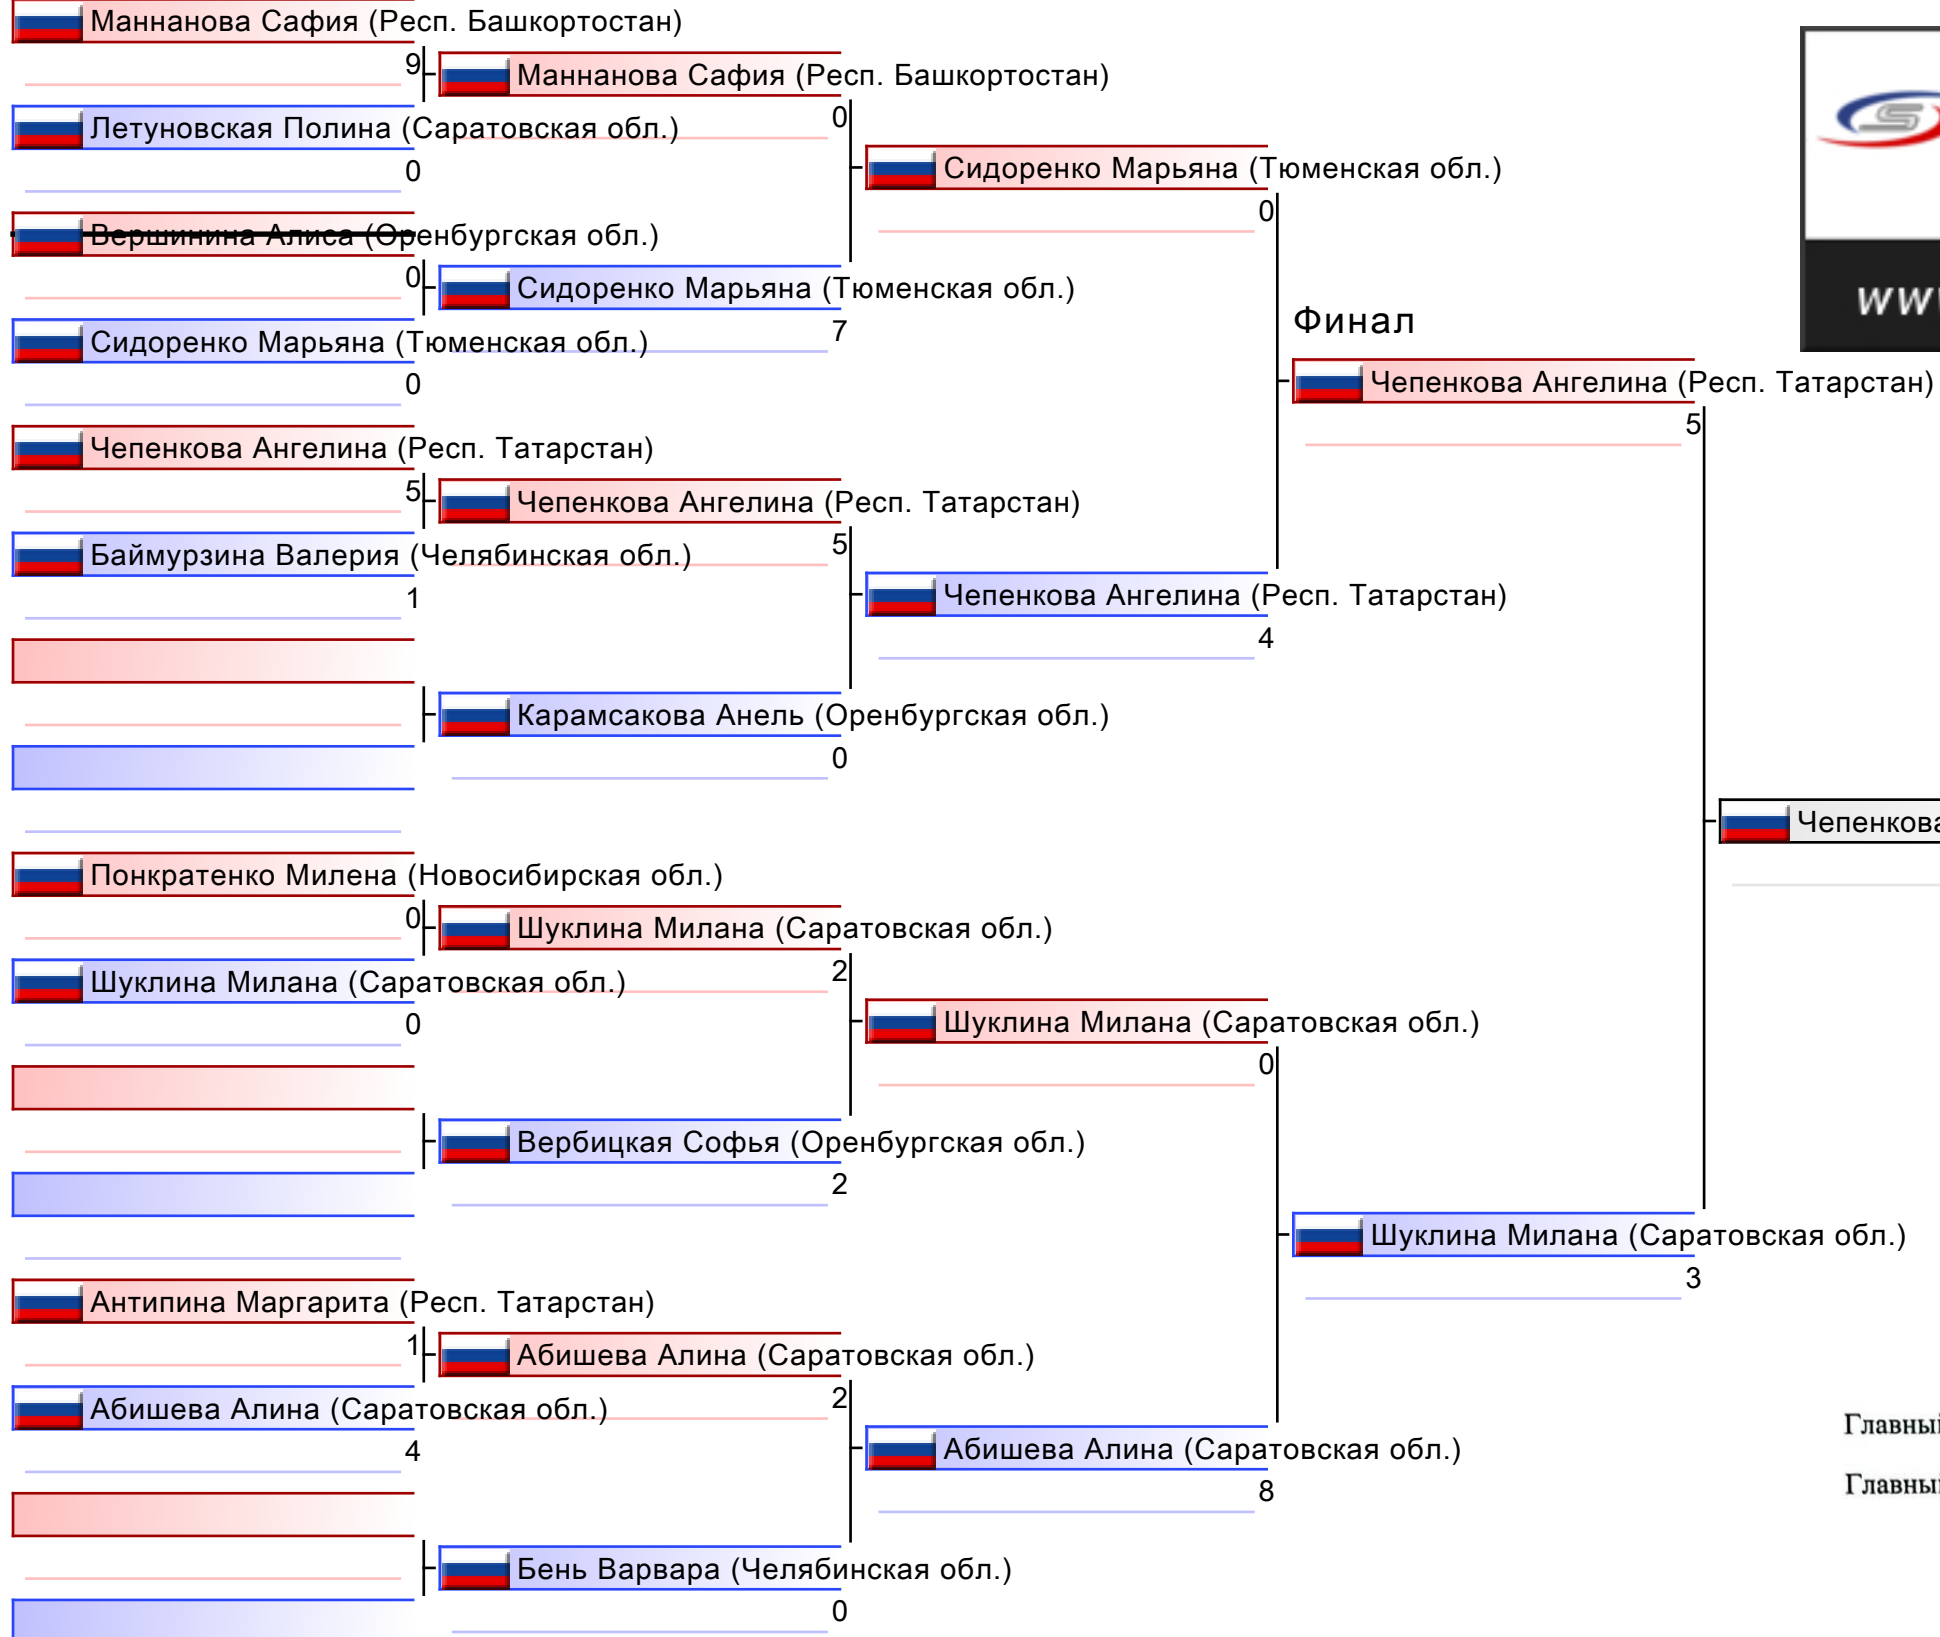 Маннанова Сафия (Респ. Башкортостан)
9
Маннанова Сафия (Респ. Башкортостан)
0
Летуновская Полина (Саратовская обл.)
0
Сидоренко Марьяна (Тюменская обл.)
0
Вершинина Алиса (Оренбургская обл.)
0
Сидоренко Марьяна (Тюменская обл.)
7
Сидоренко Марьяна (Тюменская обл.)
0
Финал
Чепенкова Ангелина (Респ. Татарстан)
5
Чепенкова Ангелина (Респ. Татарстан)
5
Чепенкова Ангелина (Респ. Татарстан)
5
Баймурзина Валерия (Челябинская обл.)
1
Чепенкова Ангелина (Респ. Татарстан)
4
Карамсакова Анель (Оренбургская обл.)
0
Чепенкова
Понкратенко Милена (Новосибирская обл.)
0
Шуклина Милана (Саратовская обл.)
2
Шуклина Милана (Саратовская обл.)
0
Шуклина Милана (Саратовская обл.)
0
Вербицкая Софья (Оренбургская обл.)
2
Шуклина Милана (Саратовская обл.)
3
Антипина Маргарита (Респ. Татарстан)
1
Абишева Алина (Саратовская обл.)
2
Абишева Алина (Саратовская обл.)
4
Абишева Алина (Саратовская обл.)
8
Бень Варвара (Челябинская обл.)
0
Главный
Главный